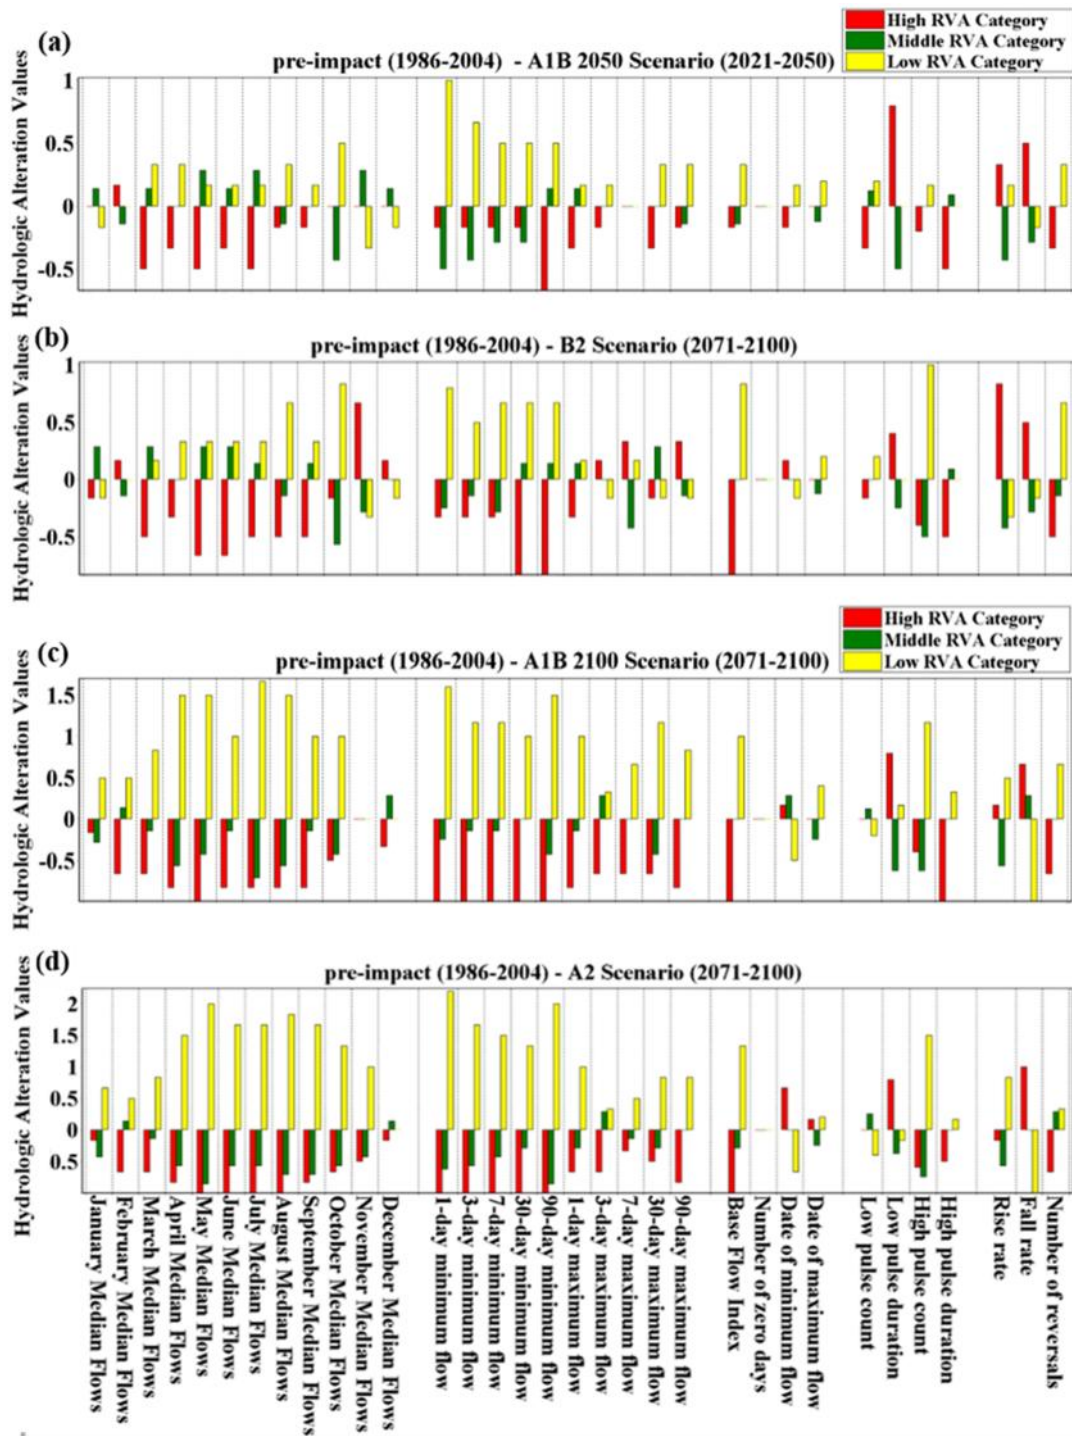 High RVA Category
Middle RVA Category
Low RVA Category
(a)
pre-impact (1986-2004) - A1B 2050 Scenario (2021-2050)
Hydrologic Alteration Values
1
0.5
0
-0.5
(b)
pre-impact (1986-2004) - B2 Scenario (2071-2100)
Hydrologic Alteration Values
1
0.5
0
-0.5
High RVA Category
Middle RVA Category
Low RVA Category
(c)
pre-impact (1986-2004) - A1B 2100 Scenario (2071-2100)
Hydrologic Alteration Values
1.5
1
0.5
0
-0.5
(d)
pre-impact (1986-2004) - A2 Scenario (2071-2100)
Hydrologic Alteration Values
2
1.5
1
0.5
0
0.5
January Median Flows
February Median Flows
March Median Flows
April Median Flows
May Median Flows
June Median Flows
July Median Flows
August Median Flows
September Median Flows
October Median Flows
November Median Flows
December Median Flows
1-day minimum flow
3-day minimum flow
7-day minimum flow
30-day minimum flow
90-day minimum flow
1-day maximum flow
3-day maximum flow
7-day maximum flow
30-day maximum flow
90-day maximum flow
Base Flow Index
Number of zero days
Date of minimum flow
Date of maximum flow
Low pulse count
Low pulse duration
High pulse count
High pulse duration
Rise rate
Fall rate
Number of reversals